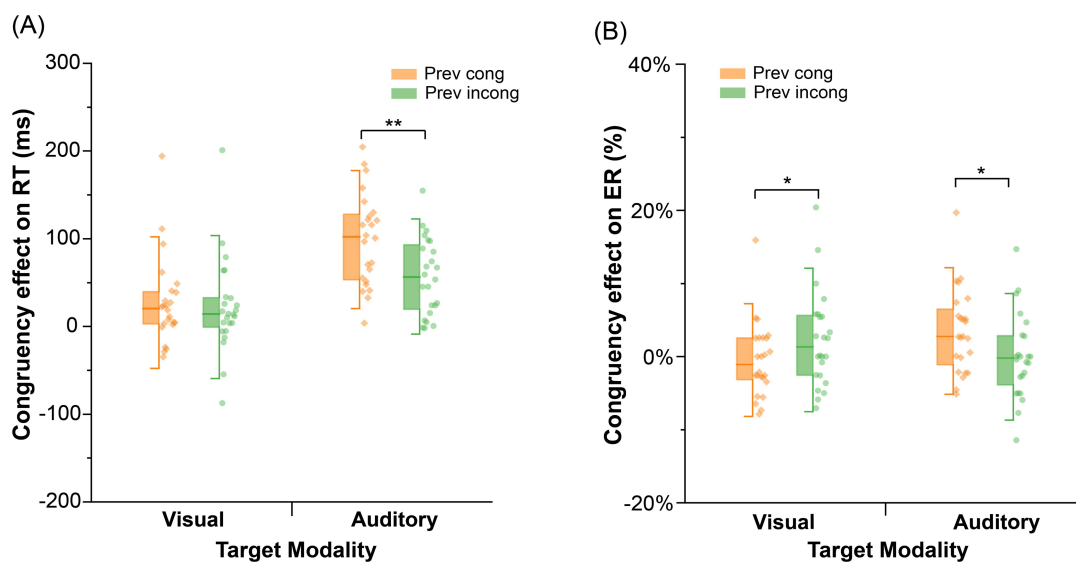 (A)
Congruency effect on RT (ms)
300
200
100
0
-100
-200
Prev cong
Prev incong
**
Visual
Auditory
Target Modality
(B)
Congruency effect on ER (%)
40%
20%
0%
-20%
Prev cong
Prev incong
*
*
Visual
Auditory
Target Modality